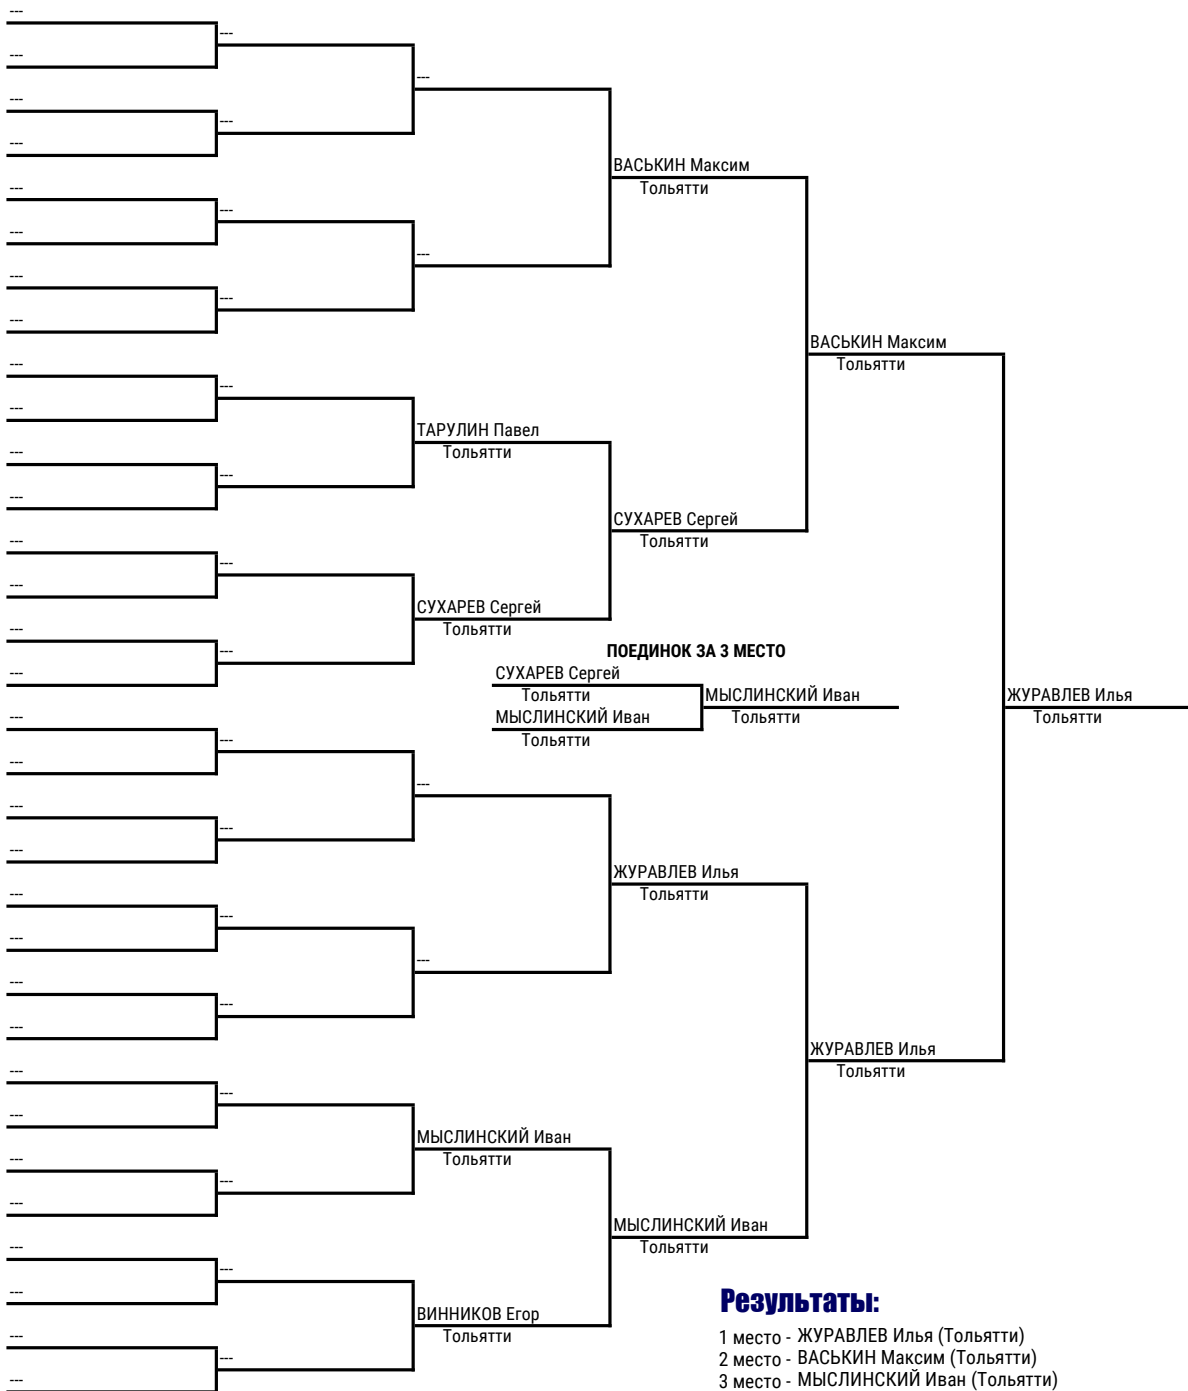 ---
---
---
---
---
---
---
---
---
---
ВАСЬКИН Максим
Тольятти
---
---
---
---
---
---
---
---
ВАСЬКИН Максим
Тольятти
---
---
---
ТАРУЛИН Павел
Тольятти
---
---
---
СУХАРЕВ Сергей
Тольятти
---
---
---
СУХАРЕВ Сергей
Тольятти
---
---
---
ПОЕДИНОК ЗА 3 МЕСТО
СУХАРЕВ Сергей
Тольятти
МЫСЛИНСКИЙ Иван
Тольятти
МЫСЛИНСКИЙ Иван
Тольятти
ЖУРАВЛЕВ Илья
Тольятти
---
---
---
---
---
---
---
ЖУРАВЛЕВ Илья
Тольятти
---
---
---
---
---
---
---
ЖУРАВЛЕВ Илья
Тольятти
---
---
---
МЫСЛИНСКИЙ Иван
Тольятти
---
---
---
МЫСЛИНСКИЙ Иван
Тольятти
---
---
---
ВИННИКОВ Егор
Тольятти
---
---
---
Результаты:
1 место - ЖУРАВЛЕВ Илья (Тольятти)
2 место - ВАСЬКИН Максим (Тольятти)
3 место - МЫСЛИНСКИЙ Иван (Тольятти)